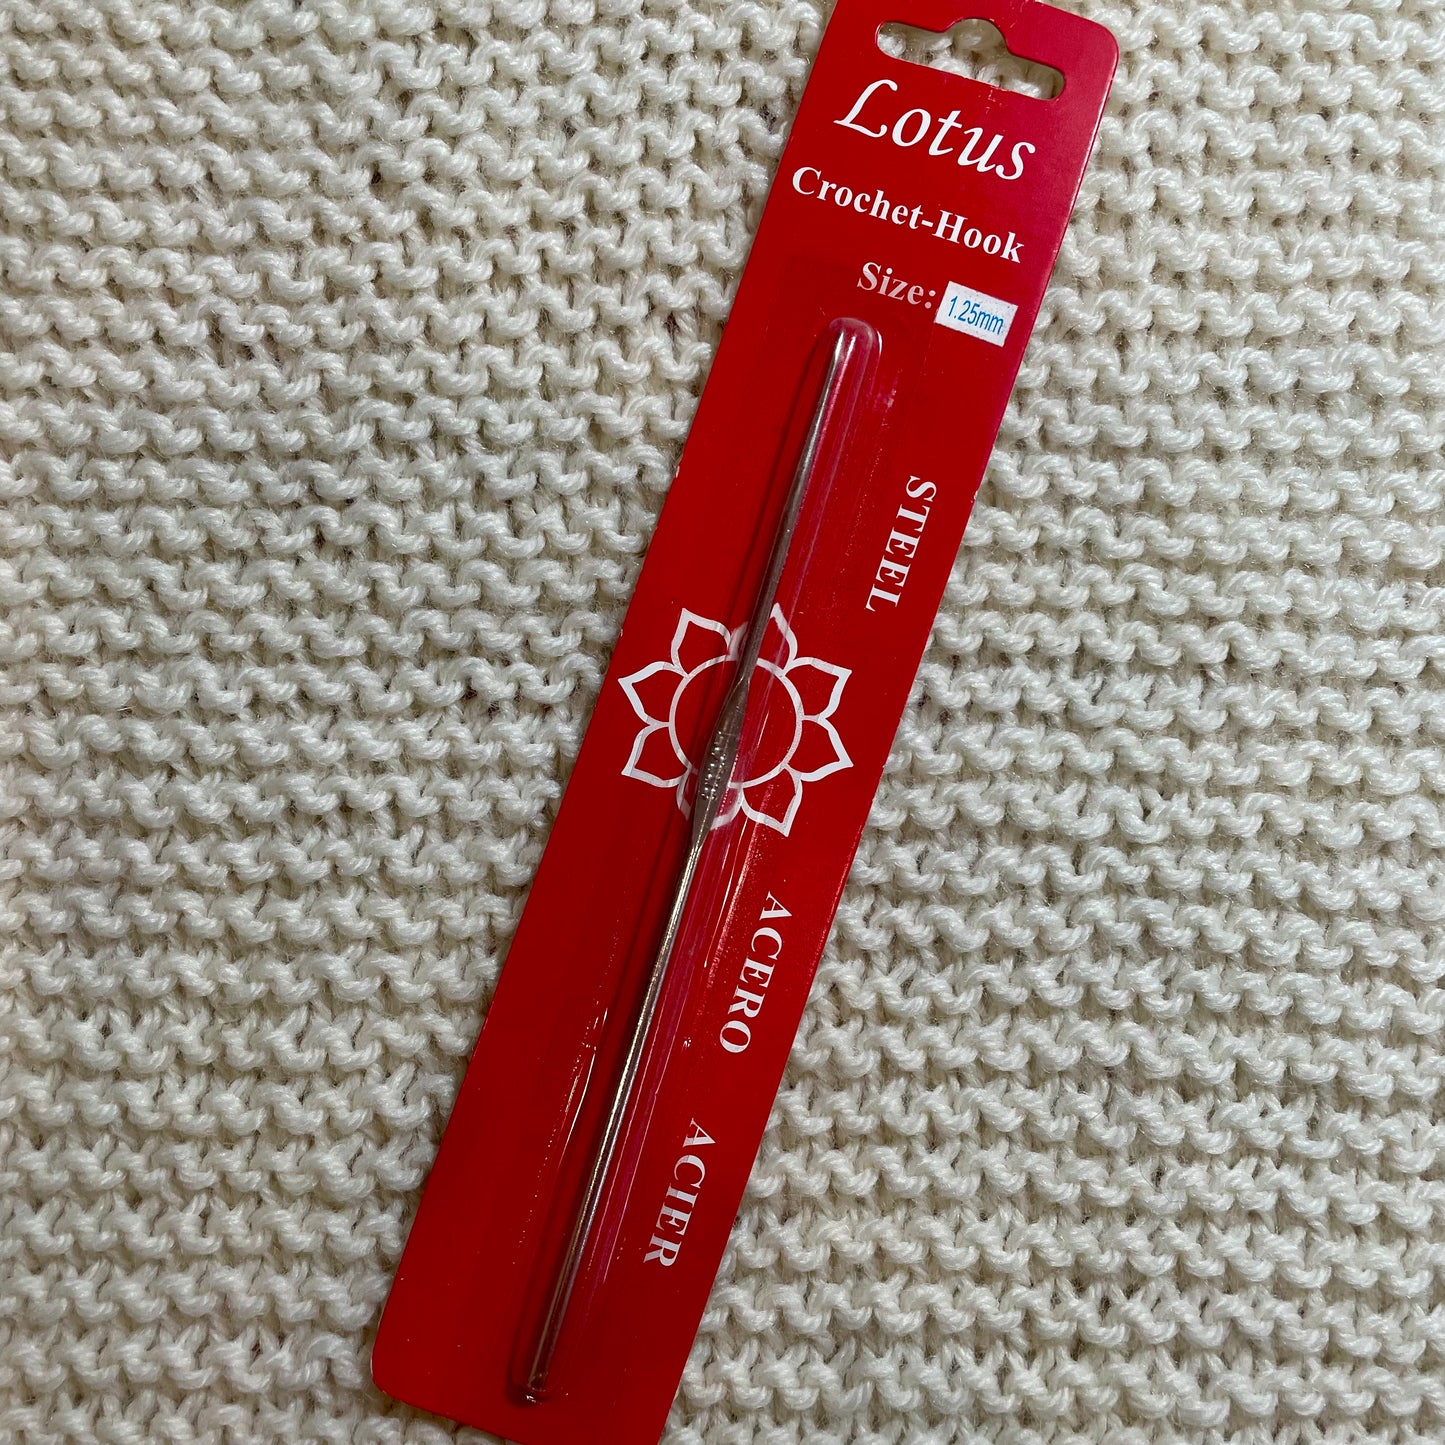 Lotus
Crochet-Hook
Size: 1.25mm
STEEL
ACERO
ACIER